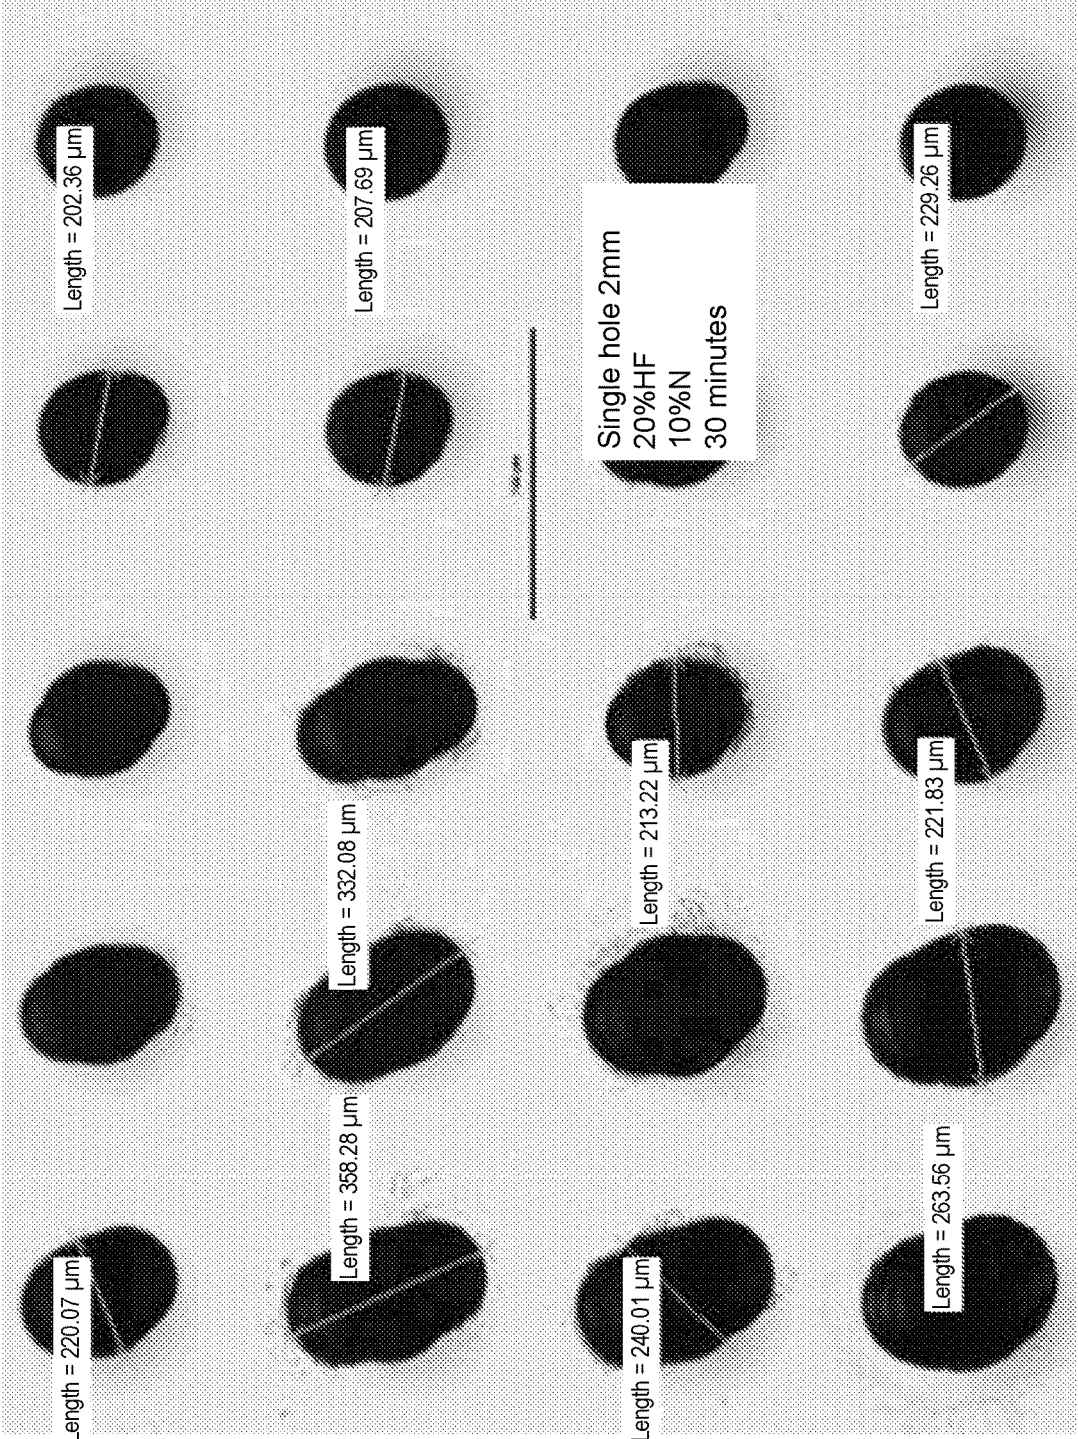 Length = 202.36 µm
Length = 207.69 µm
Length = 229.26 µm
Single hole 2mm
20%HF
10%N
30 minutes
Length = 332.08 µm
Length = 213.22 µm
Length = 221.83 µm
Length = 358.28 µm
Length = 263.56 µm
Length = 220.07 µm
Length = 240.01 µm